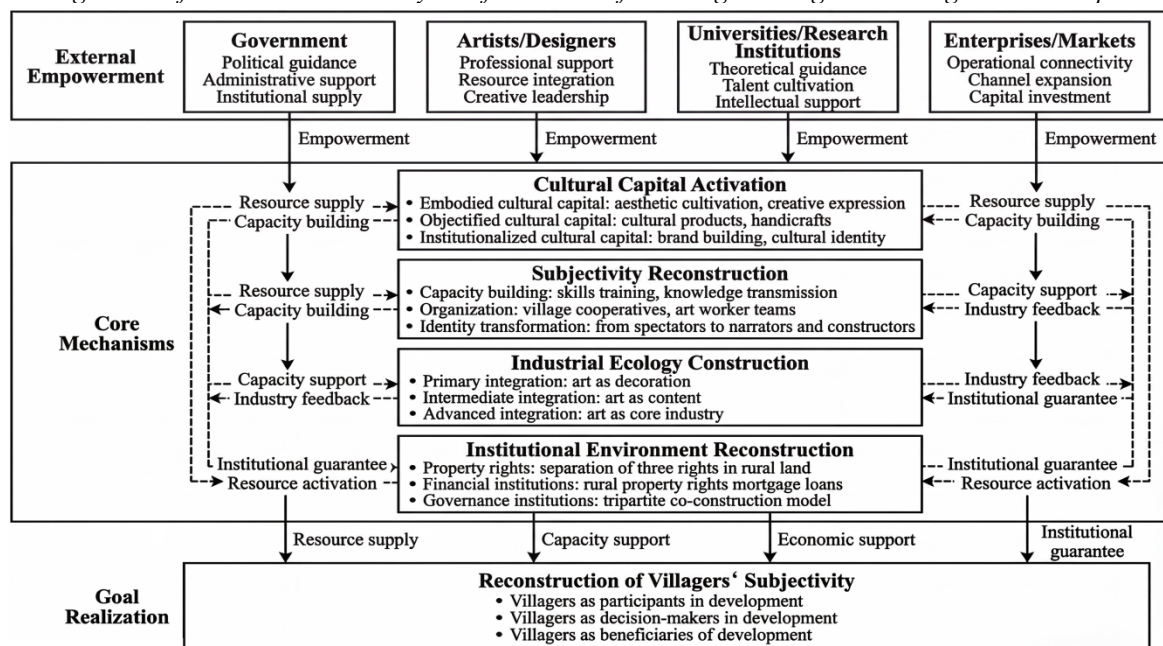 External
Empowerment
Government
Political guidance
Administrative support
Institutional supply
Artists/Designers
Professional support
Resource integration
Creative leadership
Universities/Research
Institutions
Theoretical guidance
Talent cultivation
Intellectual support
Enterprises/Markets
Operational connectivity
Channel expansion
Capital investment
Empowerment
Empowerment
Empowerment
Empowerment
Core
Mechanisms
Resource supply
Capacity building
Cultural Capital Activation
• Embodied cultural capital: aesthetic cultivation, creative expression
• Objectified cultural capital: cultural products, handicrafts
• Institutionalized cultural capital: brand building, cultural identity
Resource supply
Capacity building
Resource supply
Capacity building
Subjectivity Reconstruction
• Capacity building: skills training, knowledge transmission
• Organization: village cooperatives, art worker teams
• Identity transformation: from spectators to narrators and constructors
Capacity support
Industry feedback
Capacity support
Industry feedback
Industrial Ecology Construction
• Primary integration: art as decoration
• Intermediate integration: art as content
• Advanced integration: art as core industry
Industry feedback
Institutional guarantee
Institutional guarantee
Resource activation
Institutional Environment Reconstruction
• Property rights: separation of three rights in rural land
• Financial institutions: rural property rights mortgage loans
• Governance institutions: tripartite co-construction model
Institutional guarantee
Resource activation
Resource supply
Capacity support
Economic support
Institutional
guarantee
Goal
Realization
Reconstruction of Villagers‘ Subjectivity
• Villagers as participants in development
• Villagers as decision-makers in development
• Villagers as beneficiaries of development